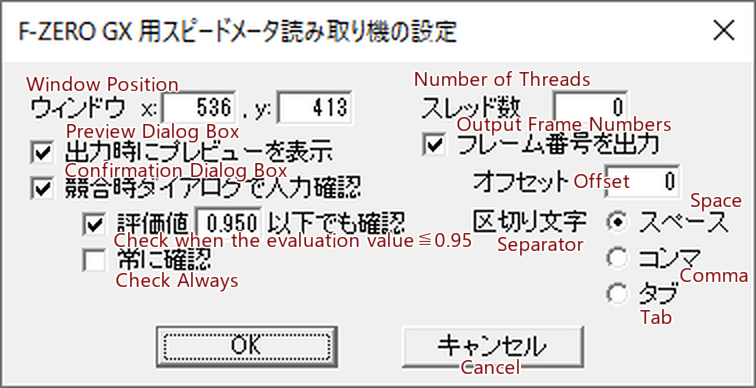 F-ZERO GX 用スピードメータ読み取り機の設定
Window Position
ウィンドウ x: 536 , y: 413
Preview Dialog Box
出力時にプレビューを表示
Confirmation Dialog Box
競合時ダイアログで入力確認
評価値 0.950 以下でも確認
Check when the evaluation value≦0.95
常に確認
Check Always
Number of Threads
スレッド数 0
Output Frame Numbers
フレーム番号を出力
オフセット Offset 0
区切り文字
Separator
Space
スペース
コンマ
Comma
タブ
Tab
OK
キャンセル
Cancel